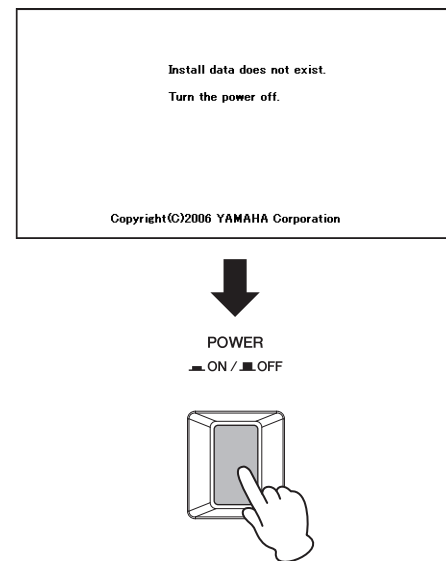 Install data does not exist.
Turn the power off.
Copyright(C)2006 YAMAHA Corporation
POWER
ON / OFF